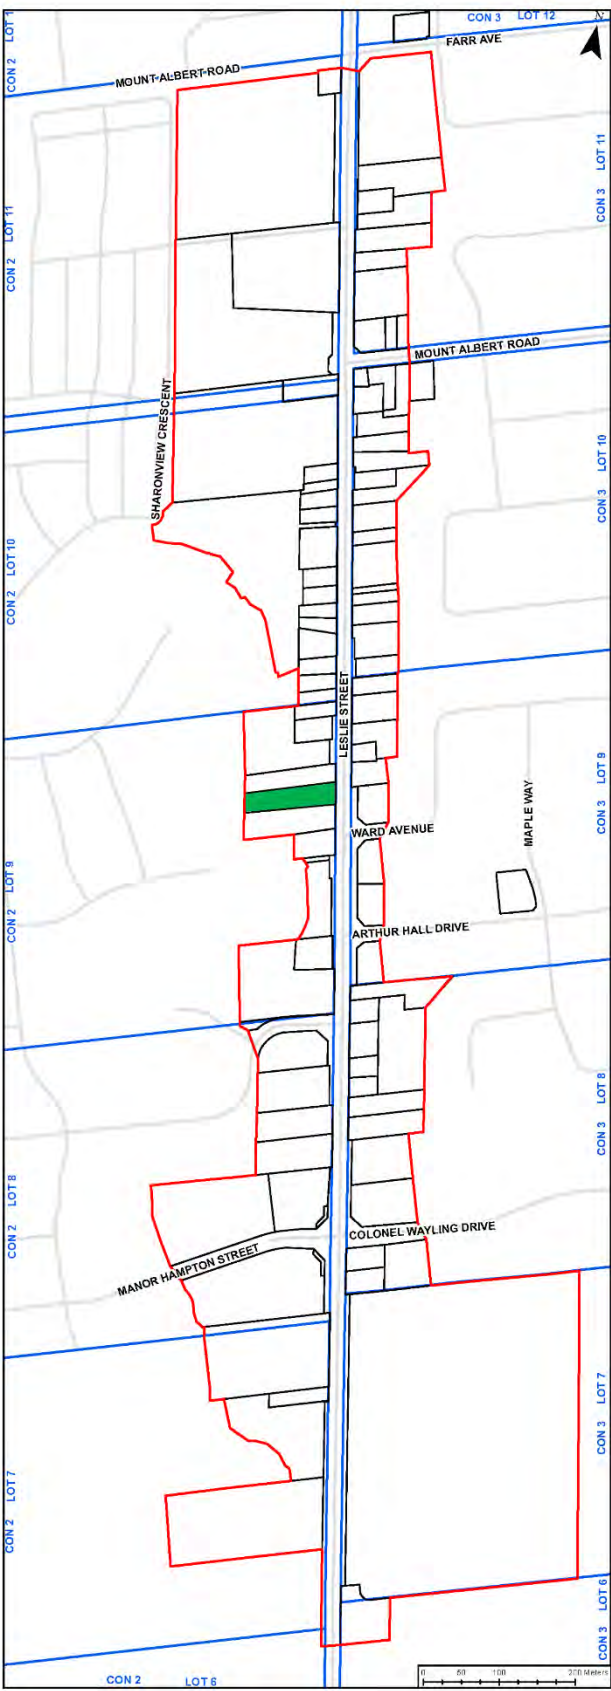 CON 3 LOT 12
N
CON 2 LOT 1
FARR AVE
MOUNT ALBERT ROAD
CON 3 LOT 11
CON 2 LOT 11
MOUNT ALBERT ROAD
SHARONVIEW CRESCENT
CON 3 LOT 10
CON 2 LOT 10
LESLIE STREET
CON 3 LOT 9
MAPLE WAY
WARD AVENUE
CON 2 LOT 9
ARTHUR HALL DRIVE
CON 3 LOT 8
CON 2 LOT 8
COLONEL WAYLING DRIVE
MANOR HAMPTON STREET
CON 3 LOT 7
CON 2 LOT 7
CON 3 LOT 6
CON 2 LOT 6
0 50 100 200 Meters